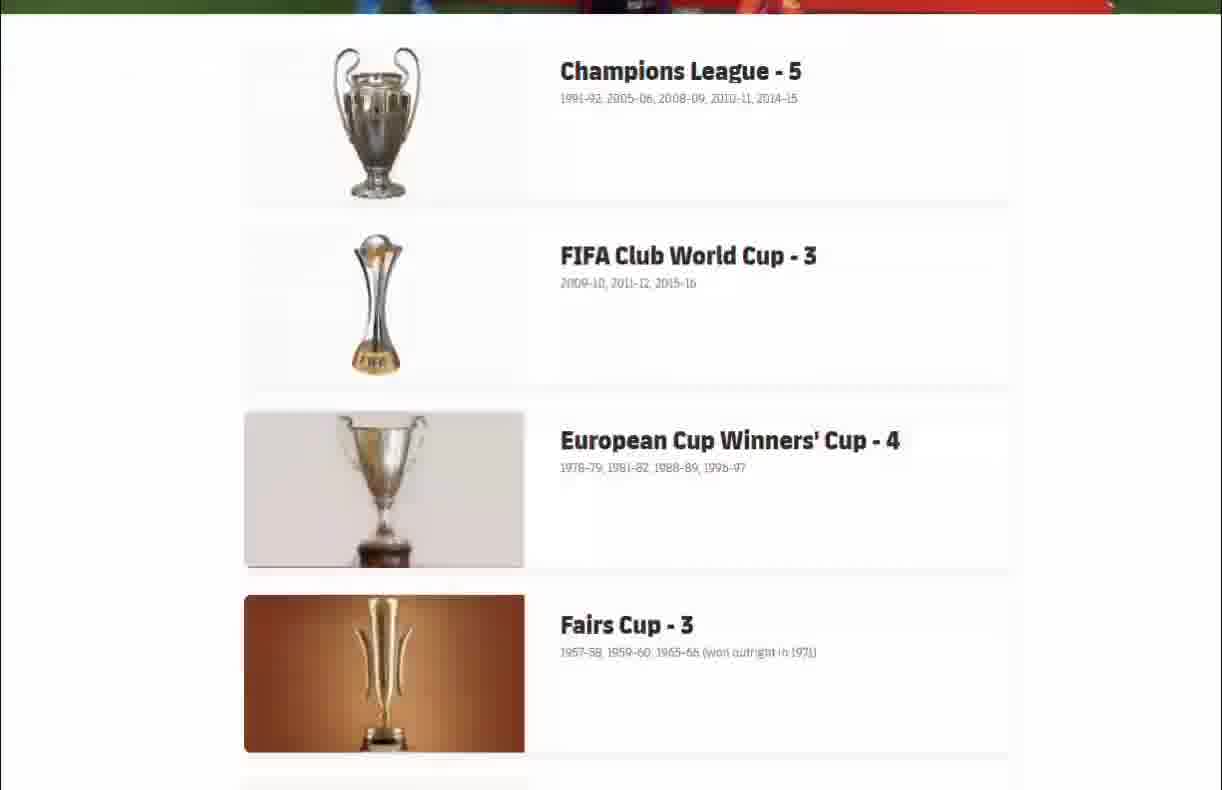 Champions League - 5
1991-92, 2005-06, 2008-09, 2010-11, 2014-15
FIFA Club World Cup - 3
2009-10, 2011-12, 2015-16
FIFA
European Cup Winners' Cup - 4
1978-79, 1981-82, 1988-89, 1996-97
Fairs Cup - 3
1957-58, 1959-60, 1965-66 (won outright in 1971)